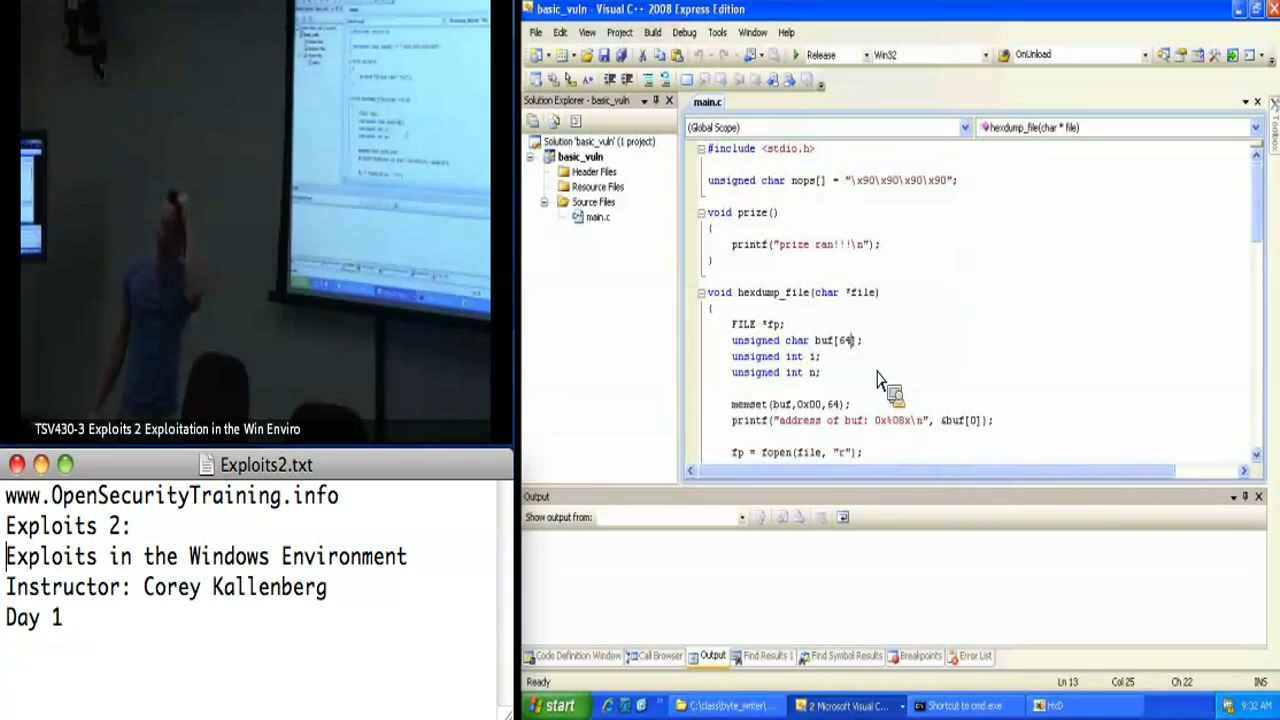 TSV430-3 Exploits 2 Exploitation in the Win Enviro
Exploits2.txt
www.OpenSecurityTraining.info
Exploits 2:
Exploits in the Windows Environment
Instructor: Corey Kallenberg
Day 1
basic_vuln - Visual C++ 2008 Express Edition
File Edit View Project Build Debug Tools Window Help
Release Win32 OnUnload
Solution Explorer - basic_vuln
Solution 'basic_vuln' (1 project)
basic_vuln
Header Files
Resource Files
Source Files
main.c
main.c
(Global Scope) hexdump_file(char * file)
#include <stdio.h>
unsigned char nops[] = "\x90\x90\x90\x90";
void prize()
{
printf("prize ran!!!\n");
}
void hexdump_file(char *file)
{
FILE *fp;
unsigned char buf[64];
unsigned int i;
unsigned int n;
memset(buf,0x00,64);
printf("address of buf: 0x%08x\n", &buf[0]);
fp = fopen(file, "r");
Toolbox
Output
Show output from:
Code Definition Window Call Browser Output Find Results 1 Find Symbol Results Breakpoints Error List
Ready Ln 13 Col 25 Ch 22 INS
start C:\class\byte_writer\... 2 Microsoft Visual C... Shortcut to cmd.exe HxD 9:32 AM